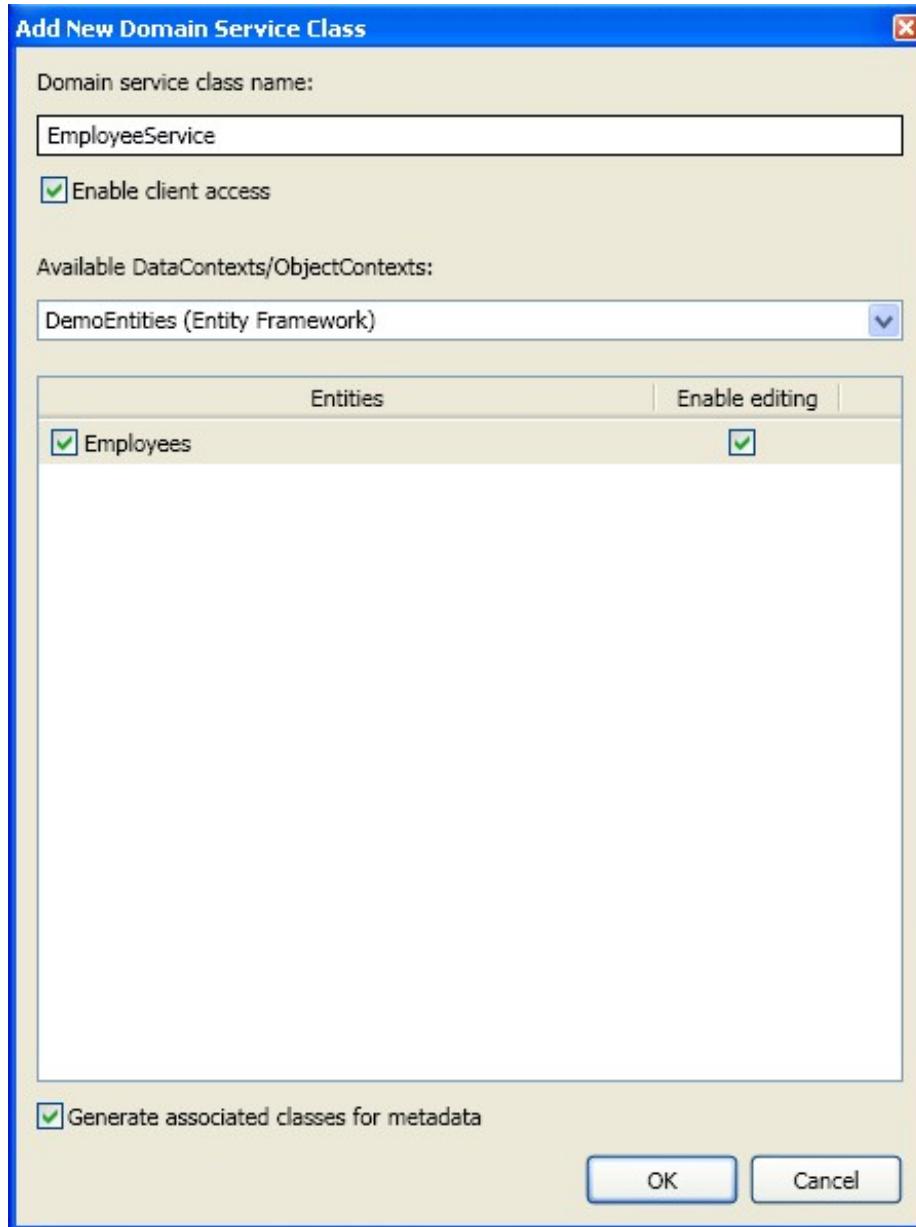 Add New Domain Service Class
Domain service class name:
EmployeeService
Enable client access
Available DataContexts/ObjectContexts:
DemoEntities (Entity Framework)
Entities Enable editing
Employees
Generate associated classes for metadata
OK Cancel